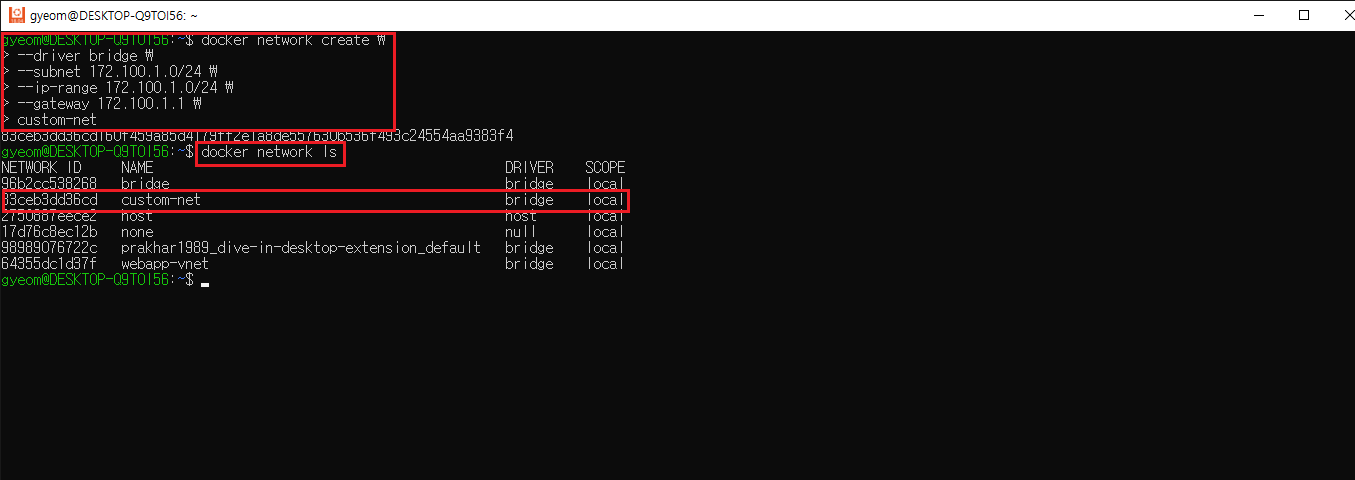 gyeom@DESKTOP-Q9TOI56: ~
gyeom@DESKTOP-Q9TOI56:~$ docker network create ₩
> --driver bridge ₩
> --subnet 172.100.1.0/24 ₩
> --ip-range 172.100.1.0/24 ₩
> --gateway 172.100.1.1 ₩
> custom-net
gyeom@DESKTOP-Q9TOI56:~$ docker network ls
NETWORK ID NAME DRIVER SCOPE
96b2cc538268 bridge bridge local
83ceb3dd36cd custom-net bridge local
2750887eece2 host host local
17d76c8ec12b none null local
98989076722c prakhar1989_dive-in-desktop-extension_default bridge local
64355dc1d37f webapp-vnet bridge local
gyeom@DESKTOP-Q9TOI56:~$